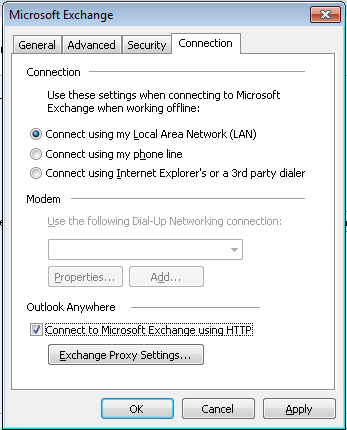 Microsoft Exchange
General Advanced Security Connection
Connection
Use these settings when connecting to Microsoft
Exchange when working offline:
Connect using my Local Area Network (LAN)
Connect using my phone line
Connect using Internet Explorer's or a 3rd party dialer
Modem
Use the following Dial-Up Networking connection:
Properties... Add...
Outlook Anywhere
Connect to Microsoft Exchange using HTTP
Exchange Proxy Settings...
OK Cancel Apply